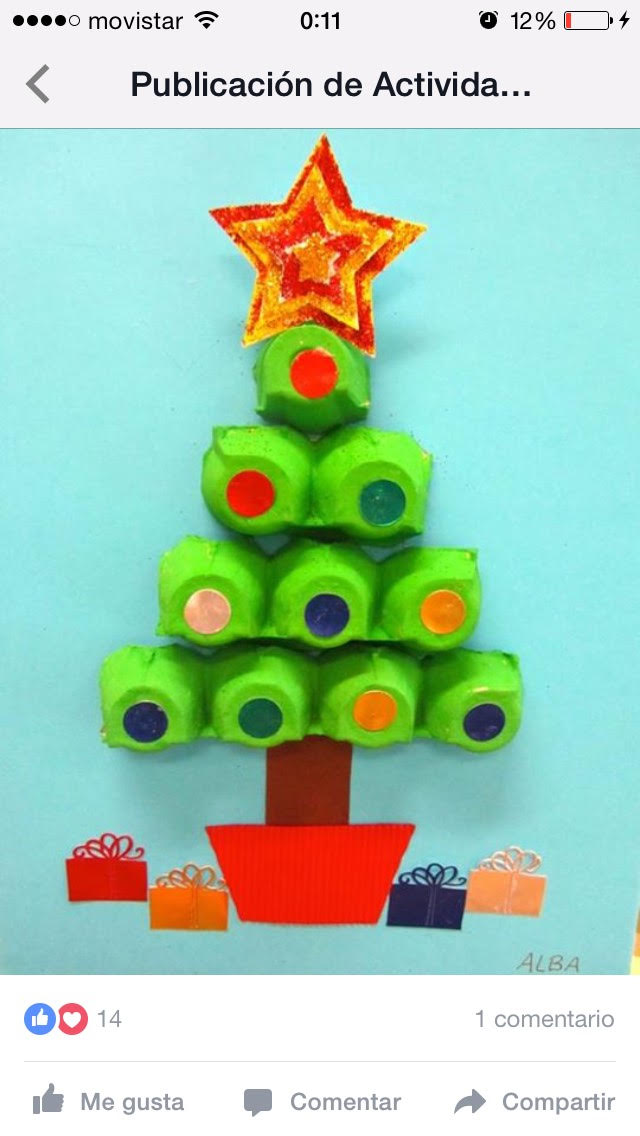 movistar 0:11 12%
Publicación de Activida...
ALBA
14 1 comentario
Me gusta Comentar Compartir